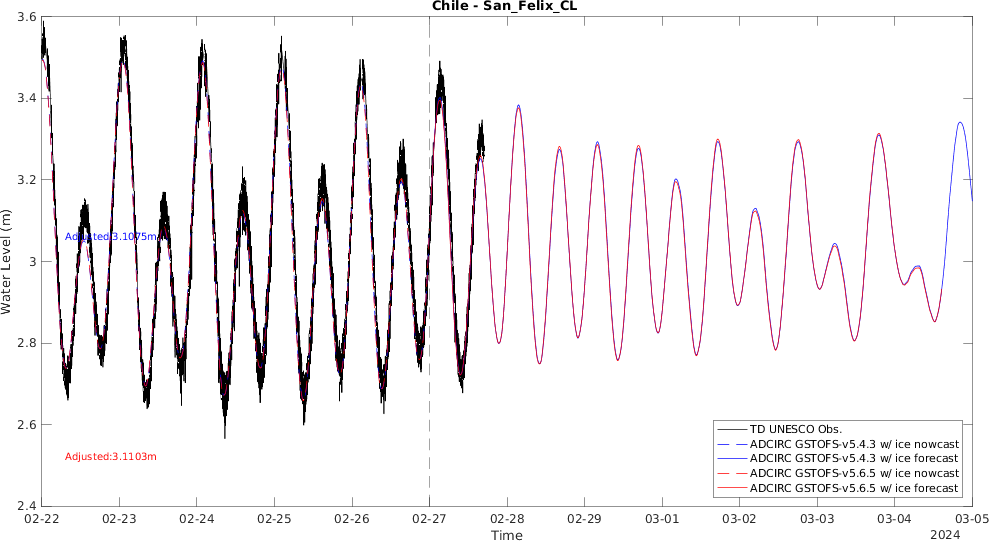 Chile - San_Felix_CL
3.6
3.4
3.2
3
2.8
2.6
2.4
Water Level (m)
Adjusted:3.1075m
Adjusted:3.1103m
TD UNESCO Obs.
ADCIRC GSTOFS-v5.4.3 w/ ice nowcast
ADCIRC GSTOFS-v5.4.3 w/ ice forecast
ADCIRC GSTOFS-v5.6.5 w/ ice nowcast
ADCIRC GSTOFS-v5.6.5 w/ ice forecast
02-22 02-23 02-24 02-25 02-26 02-27 02-28 02-29 03-01 03-02 03-03 03-04 03-05
Time
2024